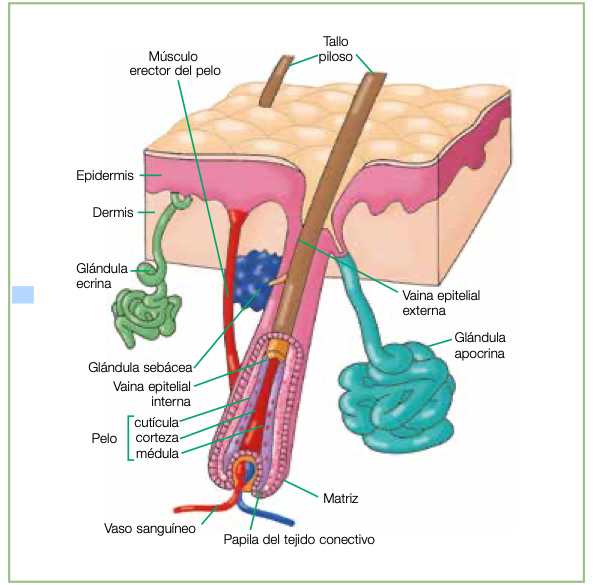 Tallo
piloso
Músculo
erector del pelo
Epidermis
Dermis
Glándula
ecrina
Vaina epitelial
externa
Glándula
apocrina
Glándula sebácea
Vaina epitelial
interna
Pelo
cutícula
corteza
médula
Matriz
Vaso sanguíneo
Papila del tejido conectivo